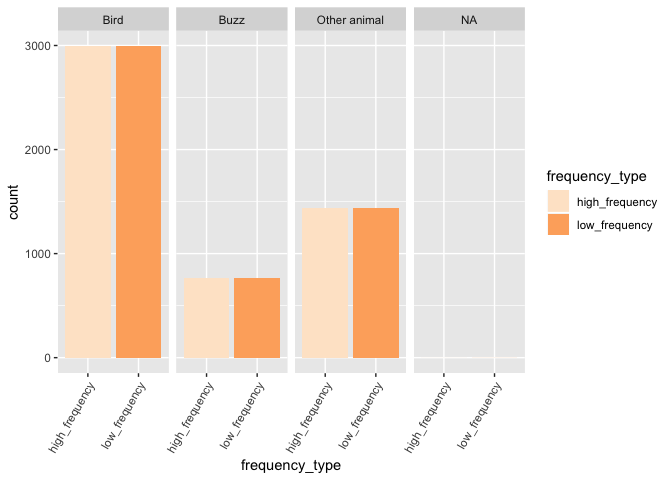 Bird
Buzz
Other animal
NA
3000
2000
1000
0
count
high_frequency
low_frequency
high_frequency
low_frequency
high_frequency
low_frequency
high_frequency
low_frequency
frequency_type
frequency_type
high_frequency
low_frequency